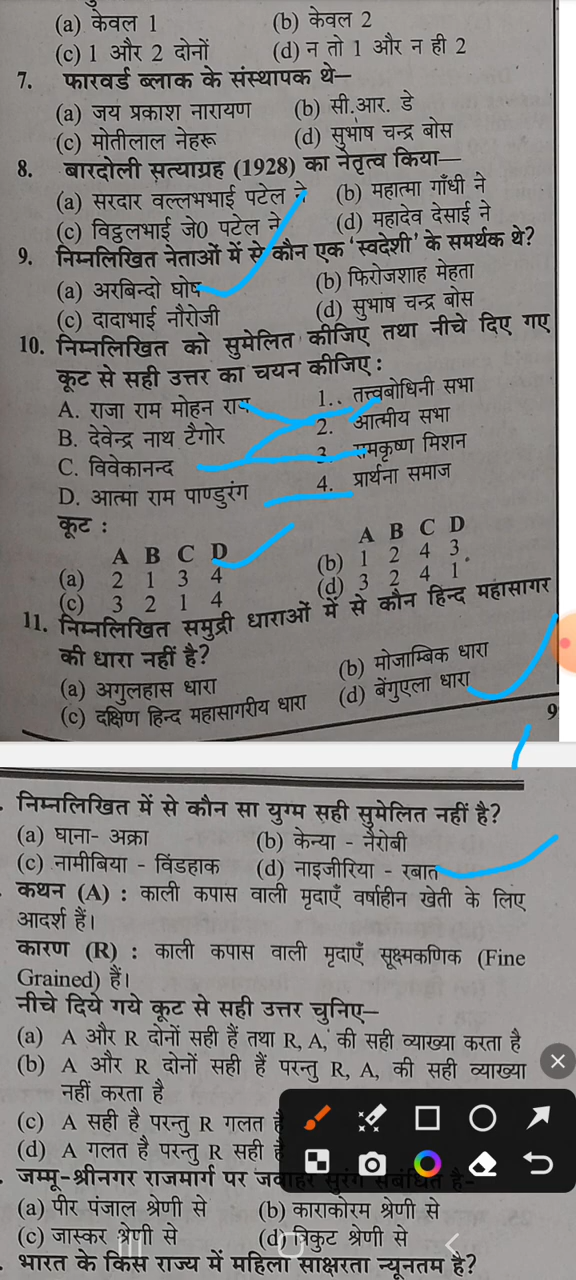 (a) केवल 1 (b) केवल 2
(c) 1 और 2 दोनों (d) न तो 1 और न ही 2
7. फारवर्ड ब्लाक के संस्थापक थे—
(a) जय प्रकाश नारायण (b) सी.आर. डे
(c) मोतीलाल नेहरू (d) सुभाष चन्द्र बोस
8. बारदोली सत्याग्रह (1928) का नेतृत्व किया—
(a) सरदार वल्लभभाई पटेल ने (b) महात्मा गाँधी ने
(c) विट्ठलभाई जे0 पटेल ने (d) महादेव देसाई ने
9. निम्नलिखित नेताओं में से कौन एक 'स्वदेशी' के समर्थक थे?
(a) अरबिन्दो घोष (b) फिरोजशाह मेहता
(c) दादाभाई नौरोजी (d) सुभाष चन्द्र बोस
10. निम्नलिखित को सुमेलित कीजिए तथा नीचे दिए गए
कूट से सही उत्तर का चयन कीजिए :
A. राजा राम मोहन राय 1. तत्त्वबोधिनी सभा
B. देवेन्द्र नाथ टैगोर 2. आत्मीय सभा
C. विवेकानन्द 3. रामकृष्ण मिशन
D. आत्मा राम पाण्डुरंग 4. प्रार्थना समाज
कूट :
A B C D A B C D
(a) 2 1 3 4 (b) 1 2 4 3
(c) 3 2 1 4 (d) 3 2 4 1
11. निम्नलिखित समुद्री धाराओं में से कौन हिन्द महासागर
की धारा नहीं है?
(a) अगुलहास धारा (b) मोजाम्बिक धारा
(c) दक्षिण हिन्द महासागरीय धारा (d) बेंगुएला धारा
9
निम्नलिखित में से कौन सा युग्म सही सुमेलित नहीं है?
(a) घाना- अक्रा (b) केन्या - नैरोबी
(c) नामीबिया - विंडहाक (d) नाइजीरिया - रबात
कथन (A) : काली कपास वाली मृदाएँ वर्षाहीन खेती के लिए
आदर्श हैं।
कारण (R) : काली कपास वाली मृदाएँ सूक्ष्मकणिक (Fine
Grained) हैं।
नीचे दिये गये कूट से सही उत्तर चुनिए—
(a) A और R दोनों सही हैं तथा R, A, की सही व्याख्या करता है
(b) A और R दोनों सही हैं परन्तु R, A, की सही व्याख्या
नहीं करता है
(c) A सही है परन्तु R गलत है
(d) A गलत है परन्तु R सही है
जम्मू-श्रीनगर राजमार्ग पर जवाहर सुरंग संबंधित है-
(a) पीर पंजाल श्रेणी से (b) काराकोरम श्रेणी से
(c) जास्कर श्रेणी से (d) त्रिकुट श्रेणी से
भारत के किस राज्य में महिला साक्षरता न्यूनतम है?